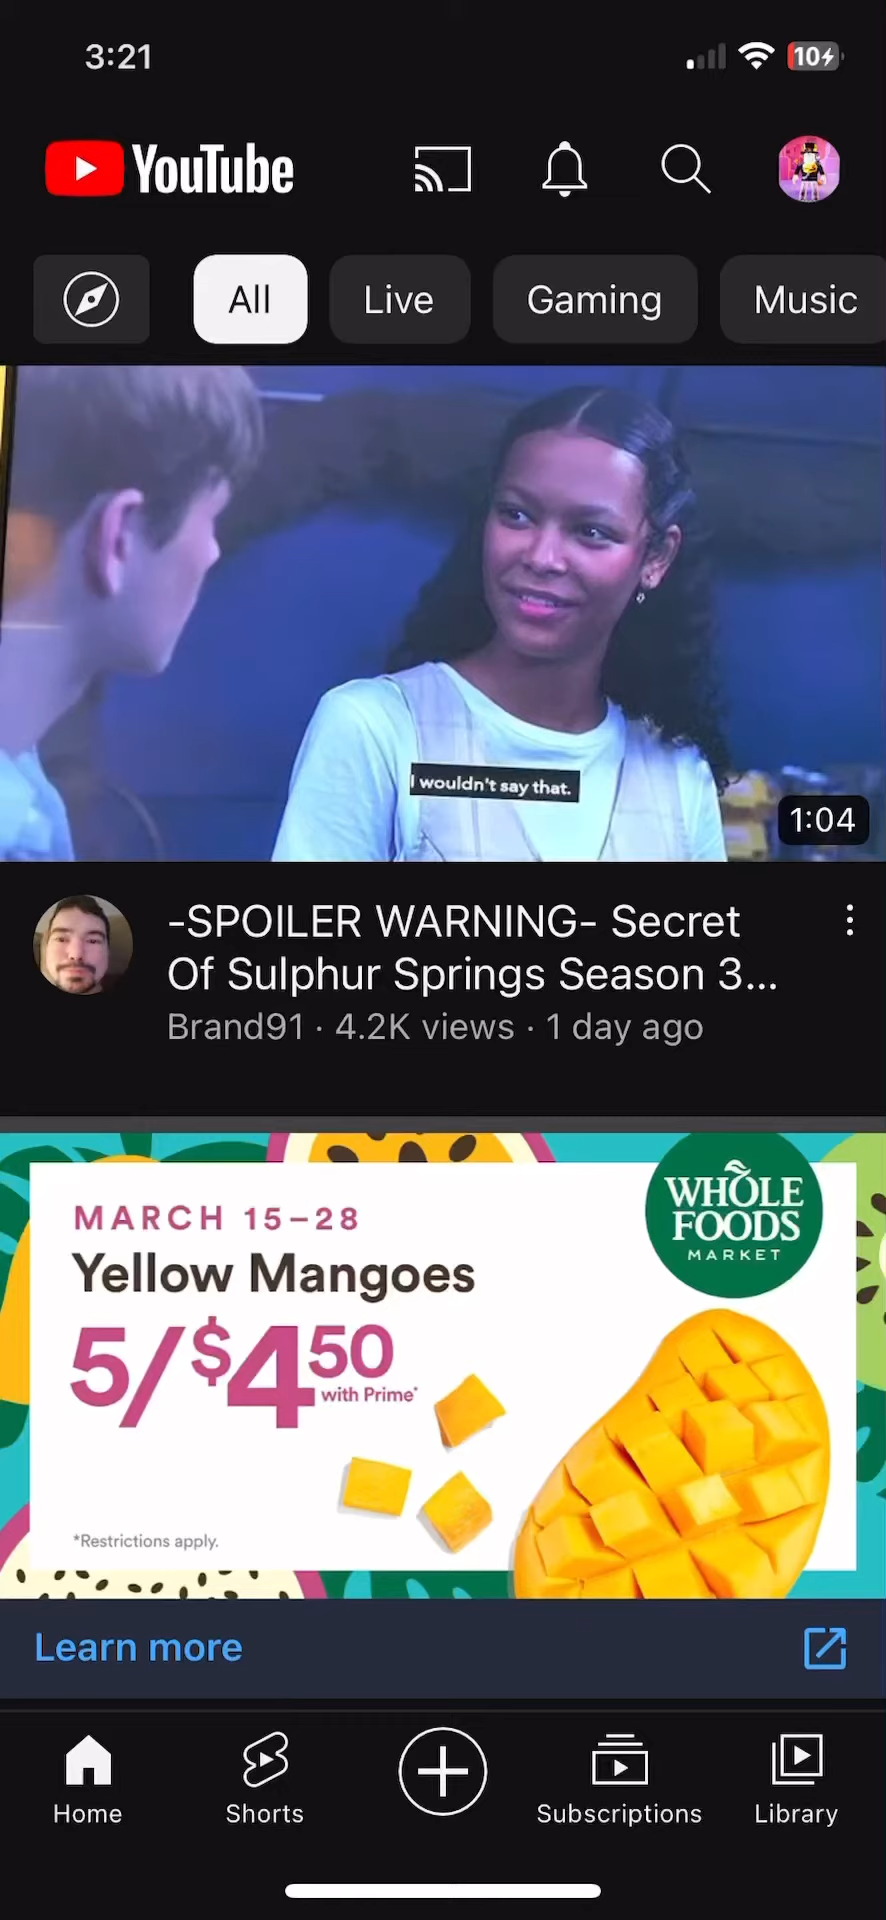 3:21
10
YouTube
All
Live
Gaming
Music
I wouldn't say that.
1:04
-SPOILER WARNING- Secret
Of Sulphur Springs Season 3...
Brand91 · 4.2K views · 1 day ago
MARCH 15–28
Yellow Mangoes
5/$4 50
with Prime*
*Restrictions apply.
WHOLE
FOODS
MARKET
Learn more
Home
Shorts
Subscriptions
Library